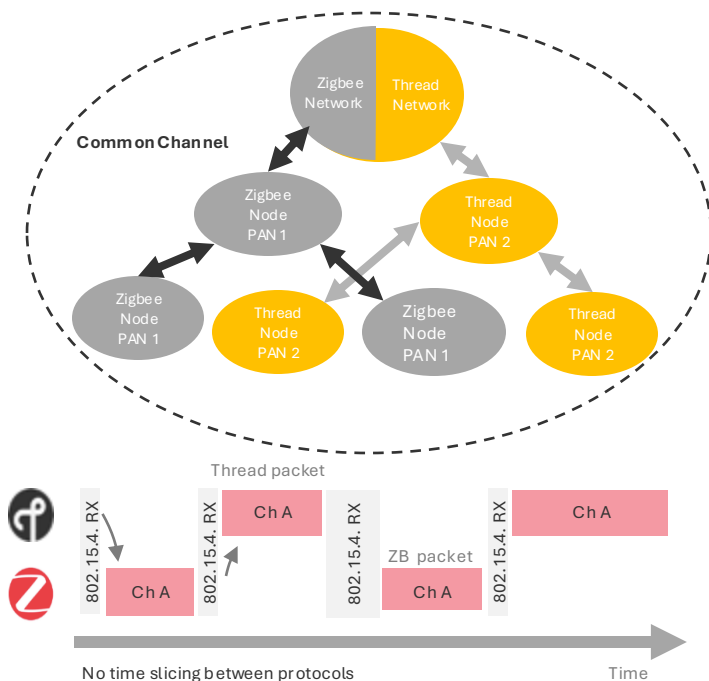 Zigbee
Network
Thread
Network
Common Channel
Zigbee
Node
PAN 1
Thread
Node
PAN 2
Zigbee
Node
PAN 1
Thread
Node
PAN 2
Zigbee
Node
PAN 1
Thread
Node
PAN 2
Thread packet
802.15.4. RX
Ch A
802.15.4. RX
Ch A
802.15.4. RX
ZB packet
Ch A
802.15.4. RX
Ch A
No time slicing between protocols
Time